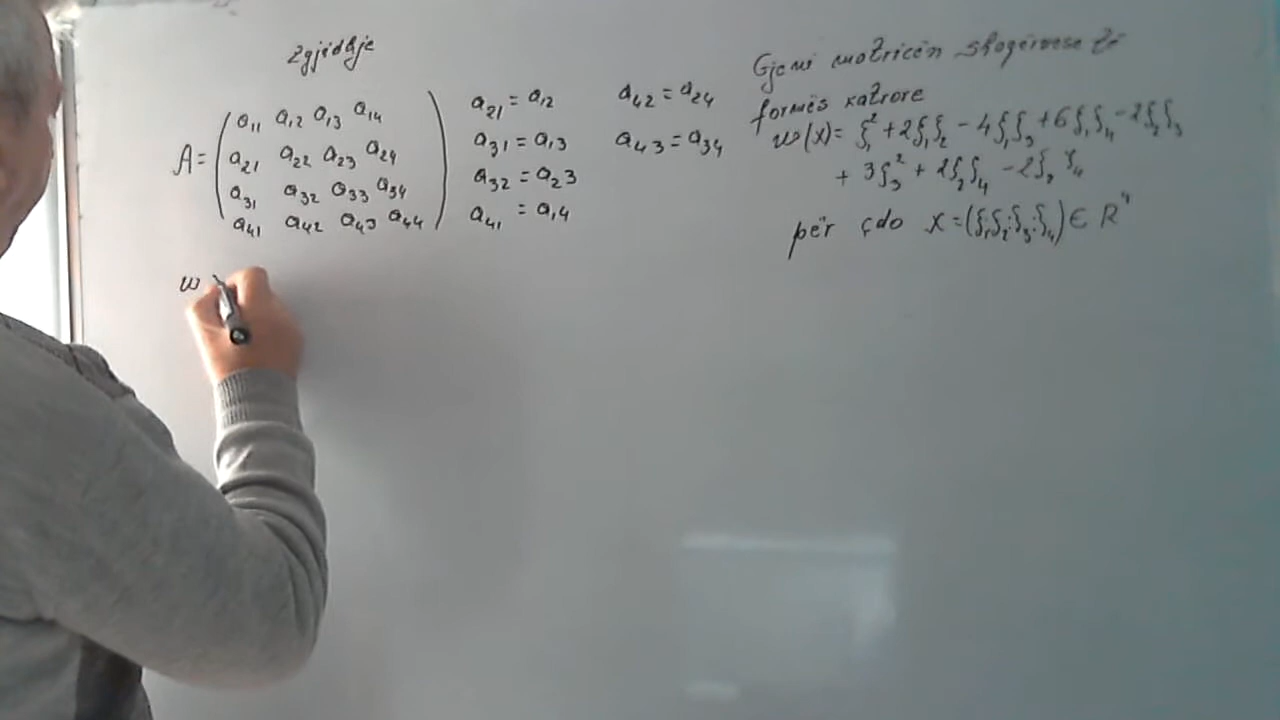 Zgjidhje
A = ( a₁₁ a₁₂ a₁₃ a₁₄
a₂₁ a₂₂ a₂₃ a₂₄
a₃₁ a₃₂ a₃₃ a₃₄
a₄₁ a₄₂ a₄₃ a₄₄ )
a₂₁ = a₁₂
a₃₁ = a₁₃
a₃₂ = a₂₃
a₄₁ = a₁₄
a₄₂ = a₂₄
a₄₃ = a₃₄
w
Gjeni matricën shoqëruese të
formës katrore
w(x) = ξ₁² + 2ξ₁ξ₂ − 4ξ₁ξ₃ + 6ξ₁ξ₄ − 2ξ₂ξ₃
+ 3ξ₃² + 2ξ₂ξ₄ − 2ξ ξ₄
për çdo x = (ξ₁;ξ₂;ξ₃;ξ₄) ∈ R⁴